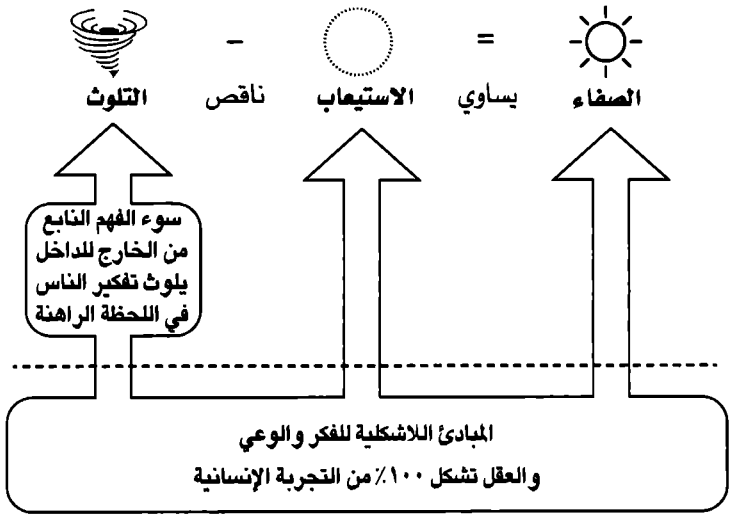 الصفاء = يساوي الاستيعاب - ناقص التلوث
سوء الفهم النابع
من الخارج للداخل
يلوث تفكير الناس
في اللحظة الراهنة
المبادئ اللاشكلية للفكر والوعي
والعقل تشكل ١٠٠٪ من التجربة الإنسانية